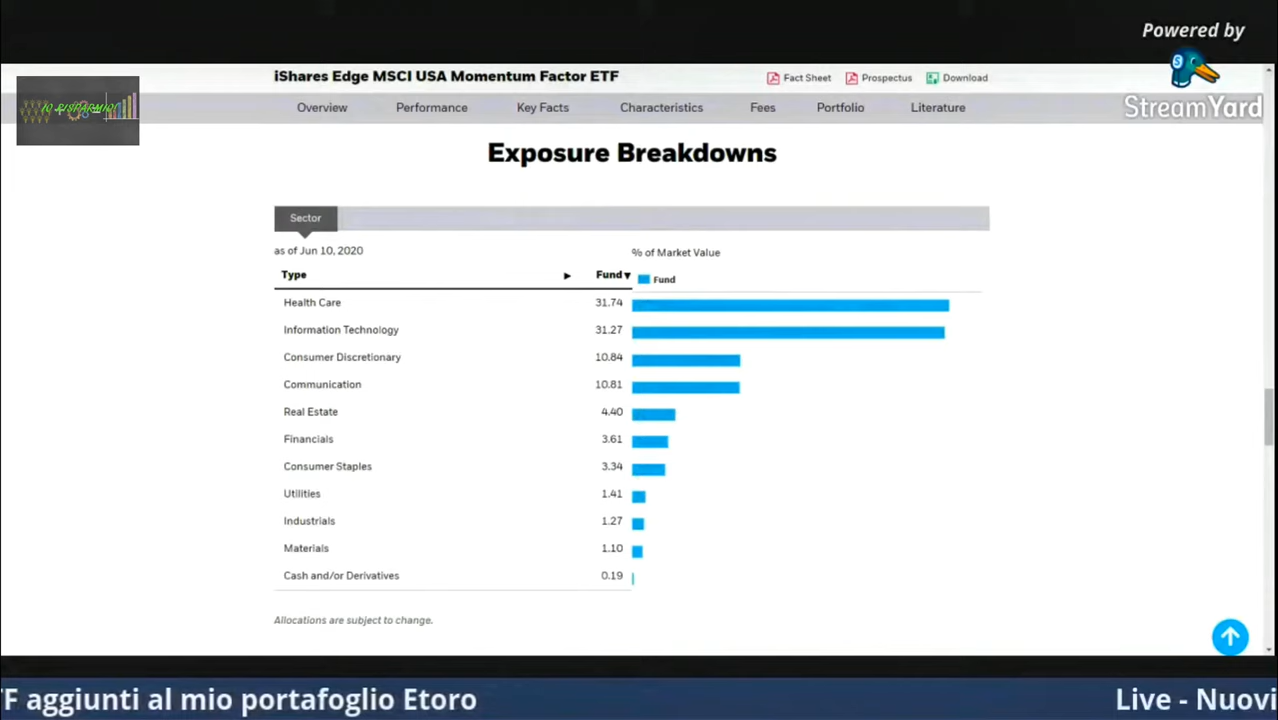 Powered by
StreamYard
IO RISPARMIO!
iShares Edge MSCI USA Momentum Factor ETF
Fact Sheet Prospectus Download
Overview Performance Key Facts Characteristics Fees Portfolio Literature
Exposure Breakdowns
Sector
as of Jun 10, 2020
% of Market Value
Type ▶ Fund▼
Fund
Health Care 31.74
Information Technology 31.27
Consumer Discretionary 10.84
Communication 10.81
Real Estate 4.40
Financials 3.61
Consumer Staples 3.34
Utilities 1.41
Industrials 1.27
Materials 1.10
Cash and/or Derivatives 0.19
Allocations are subject to change.
TF aggiunti al mio portafoglio Etoro Live - Nuovi